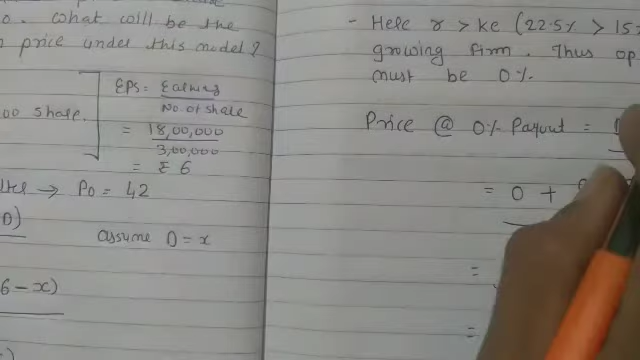 o. What will be the
price under this model?
EPS = Earning
No. of share
00 share.
= 18,00,000
3,00,000
= ₹ 6
→ P0 = 42
D)
assume D = x
6 - x)
- Here r > ke (22.5% > 15%
growing firm. Thus op
must be 0%.
Price @ 0% Payout =
= 0 +
=
=